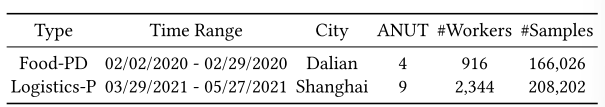 Type Time Range City ANUT #Workers #Samples
Food-PD 02/02/2020 - 02/29/2020 Dalian 4 916 166,026
Logistics-P 03/29/2021 - 05/27/2021 Shanghai 9 2,344 208,202